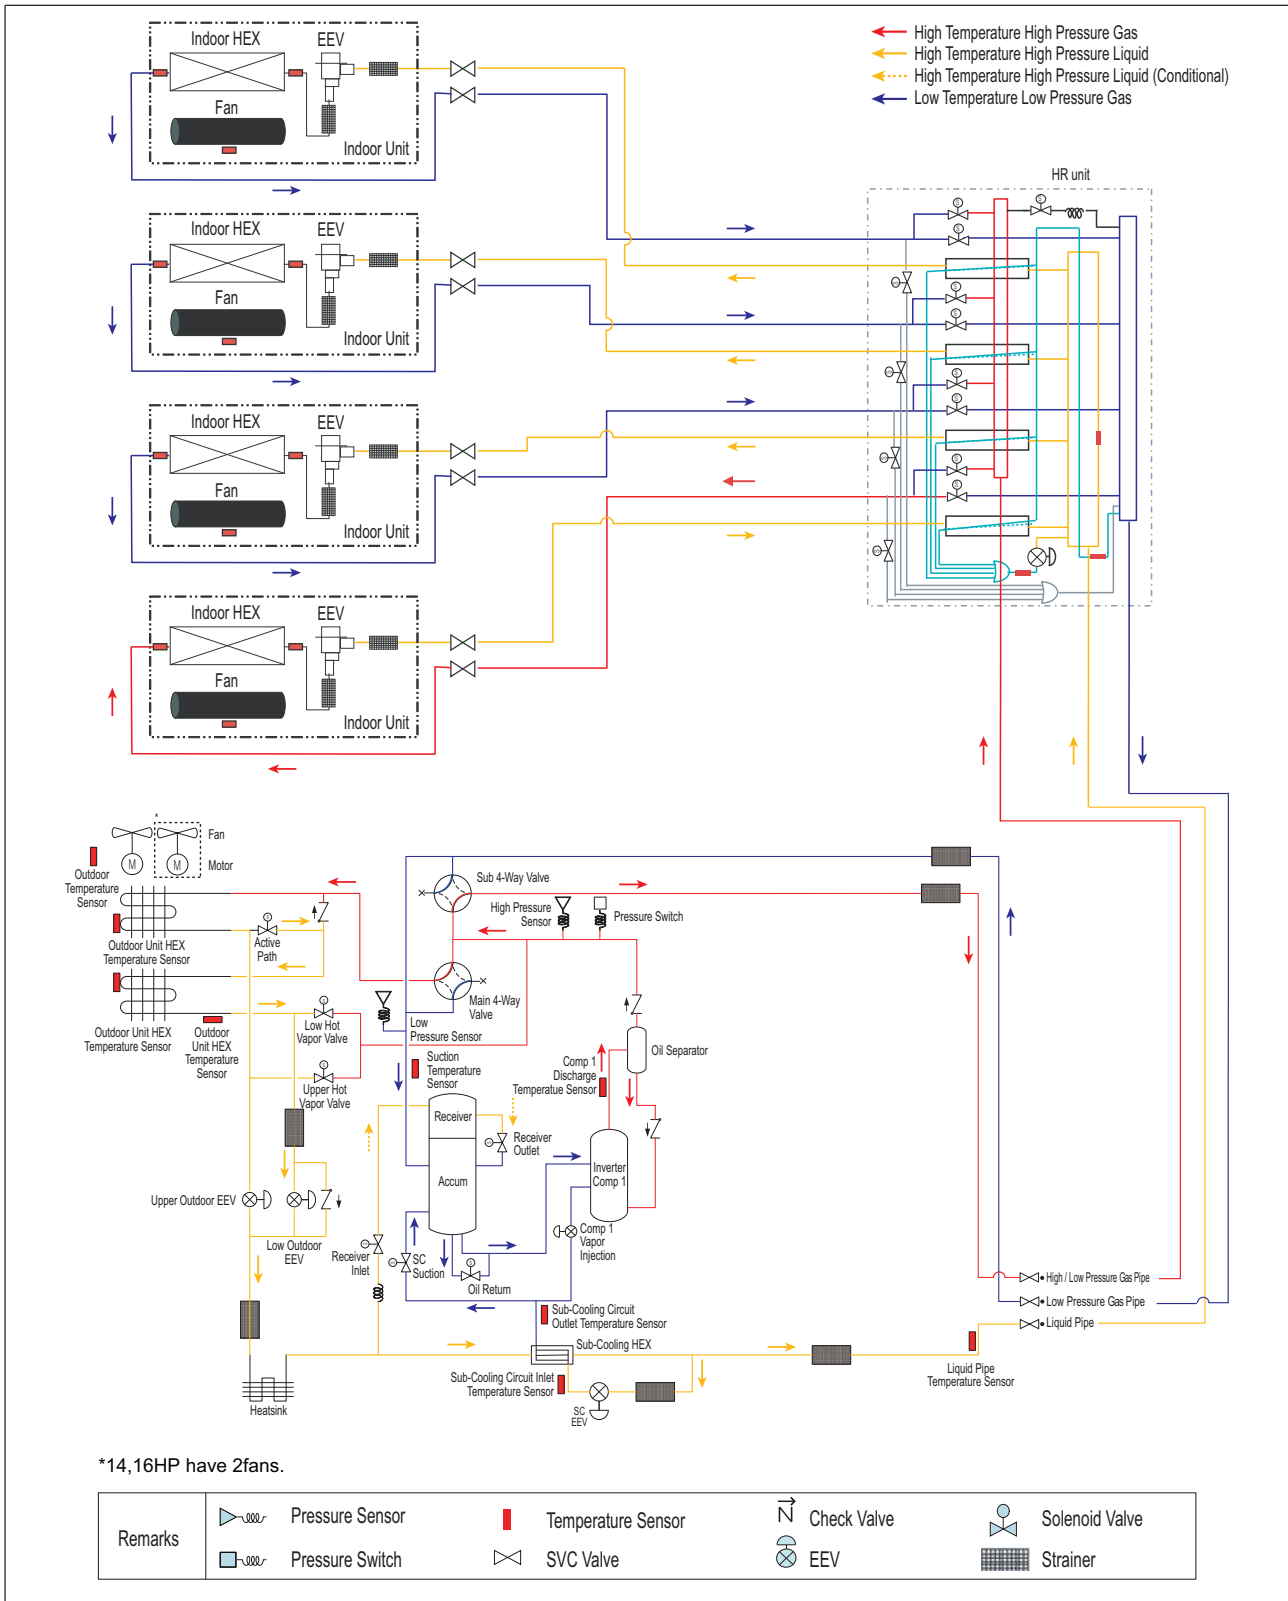 High Temperature High Pressure Gas
High Temperature High Pressure Liquid
High Temperature High Pressure Liquid (Conditional)
Low Temperature Low Pressure Gas
Indoor HEX
EEV
Fan
Indoor Unit
HR unit
S
S
S
S
S
S
S
S
S
S
S
S
S
Indoor HEX
EEV
Fan
Indoor Unit
Indoor HEX
EEV
Fan
Indoor Unit
Indoor HEX
EEV
Fan
Indoor Unit
*
Fan
M
M
Motor
Outdoor
Temperature
Sensor
Sub 4-Way Valve
High Pressure
Sensor
Pressure Switch
S
Active
Path
Outdoor Unit HEX
Temperature Sensor
Main 4-Way
Valve
S
Low Hot
Vapor Valve
Outdoor Unit HEX
Temperature Sensor
Outdoor
Unit HEX
Temperature
Sensor
Low
Pressure Sensor
Oil Separator
S
Upper Hot
Vapor Valve
Suction
Temperature
Sensor
Comp 1
Discharge
Temperatue Sensor
Receiver
S
Receiver
Outlet
Accum
Inverter
Comp 1
Upper Outdoor EEV
Low Outdoor
EEV
S
Receiver
Inlet
S
SC
Suction
S
Oil Return
Comp 1
Vapor
Injection
High / Low Pressure Gas Pipe
Low Pressure Gas Pipe
Liquid Pipe
Sub-Cooling Circuit
Outlet Temperature Sensor
Sub-Cooling HEX
Sub-Cooling Circuit Inlet
Temperature Sensor
SC
EEV
Liquid Pipe
Temperature Sensor
Heatsink
*14,16HP have 2fans.
Remarks
Pressure Sensor
Temperature Sensor
Check Valve
Solenoid Valve
Pressure Switch
SVC Valve
EEV
Strainer